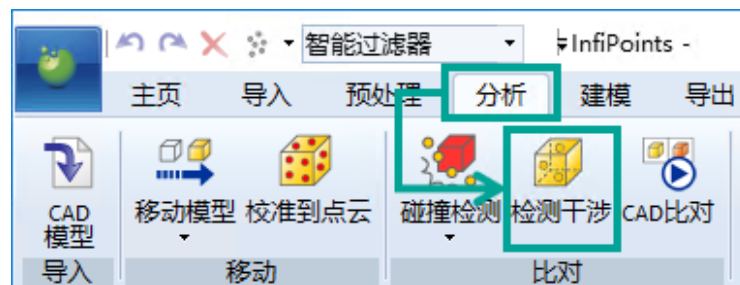 智能过滤器 InfiPoints -
主页 导入 预处理 分析 建模 导出
CAD 模型 移动模型 校准到点云 碰撞检测 检测干涉 CAD比对
导入 移动 比对